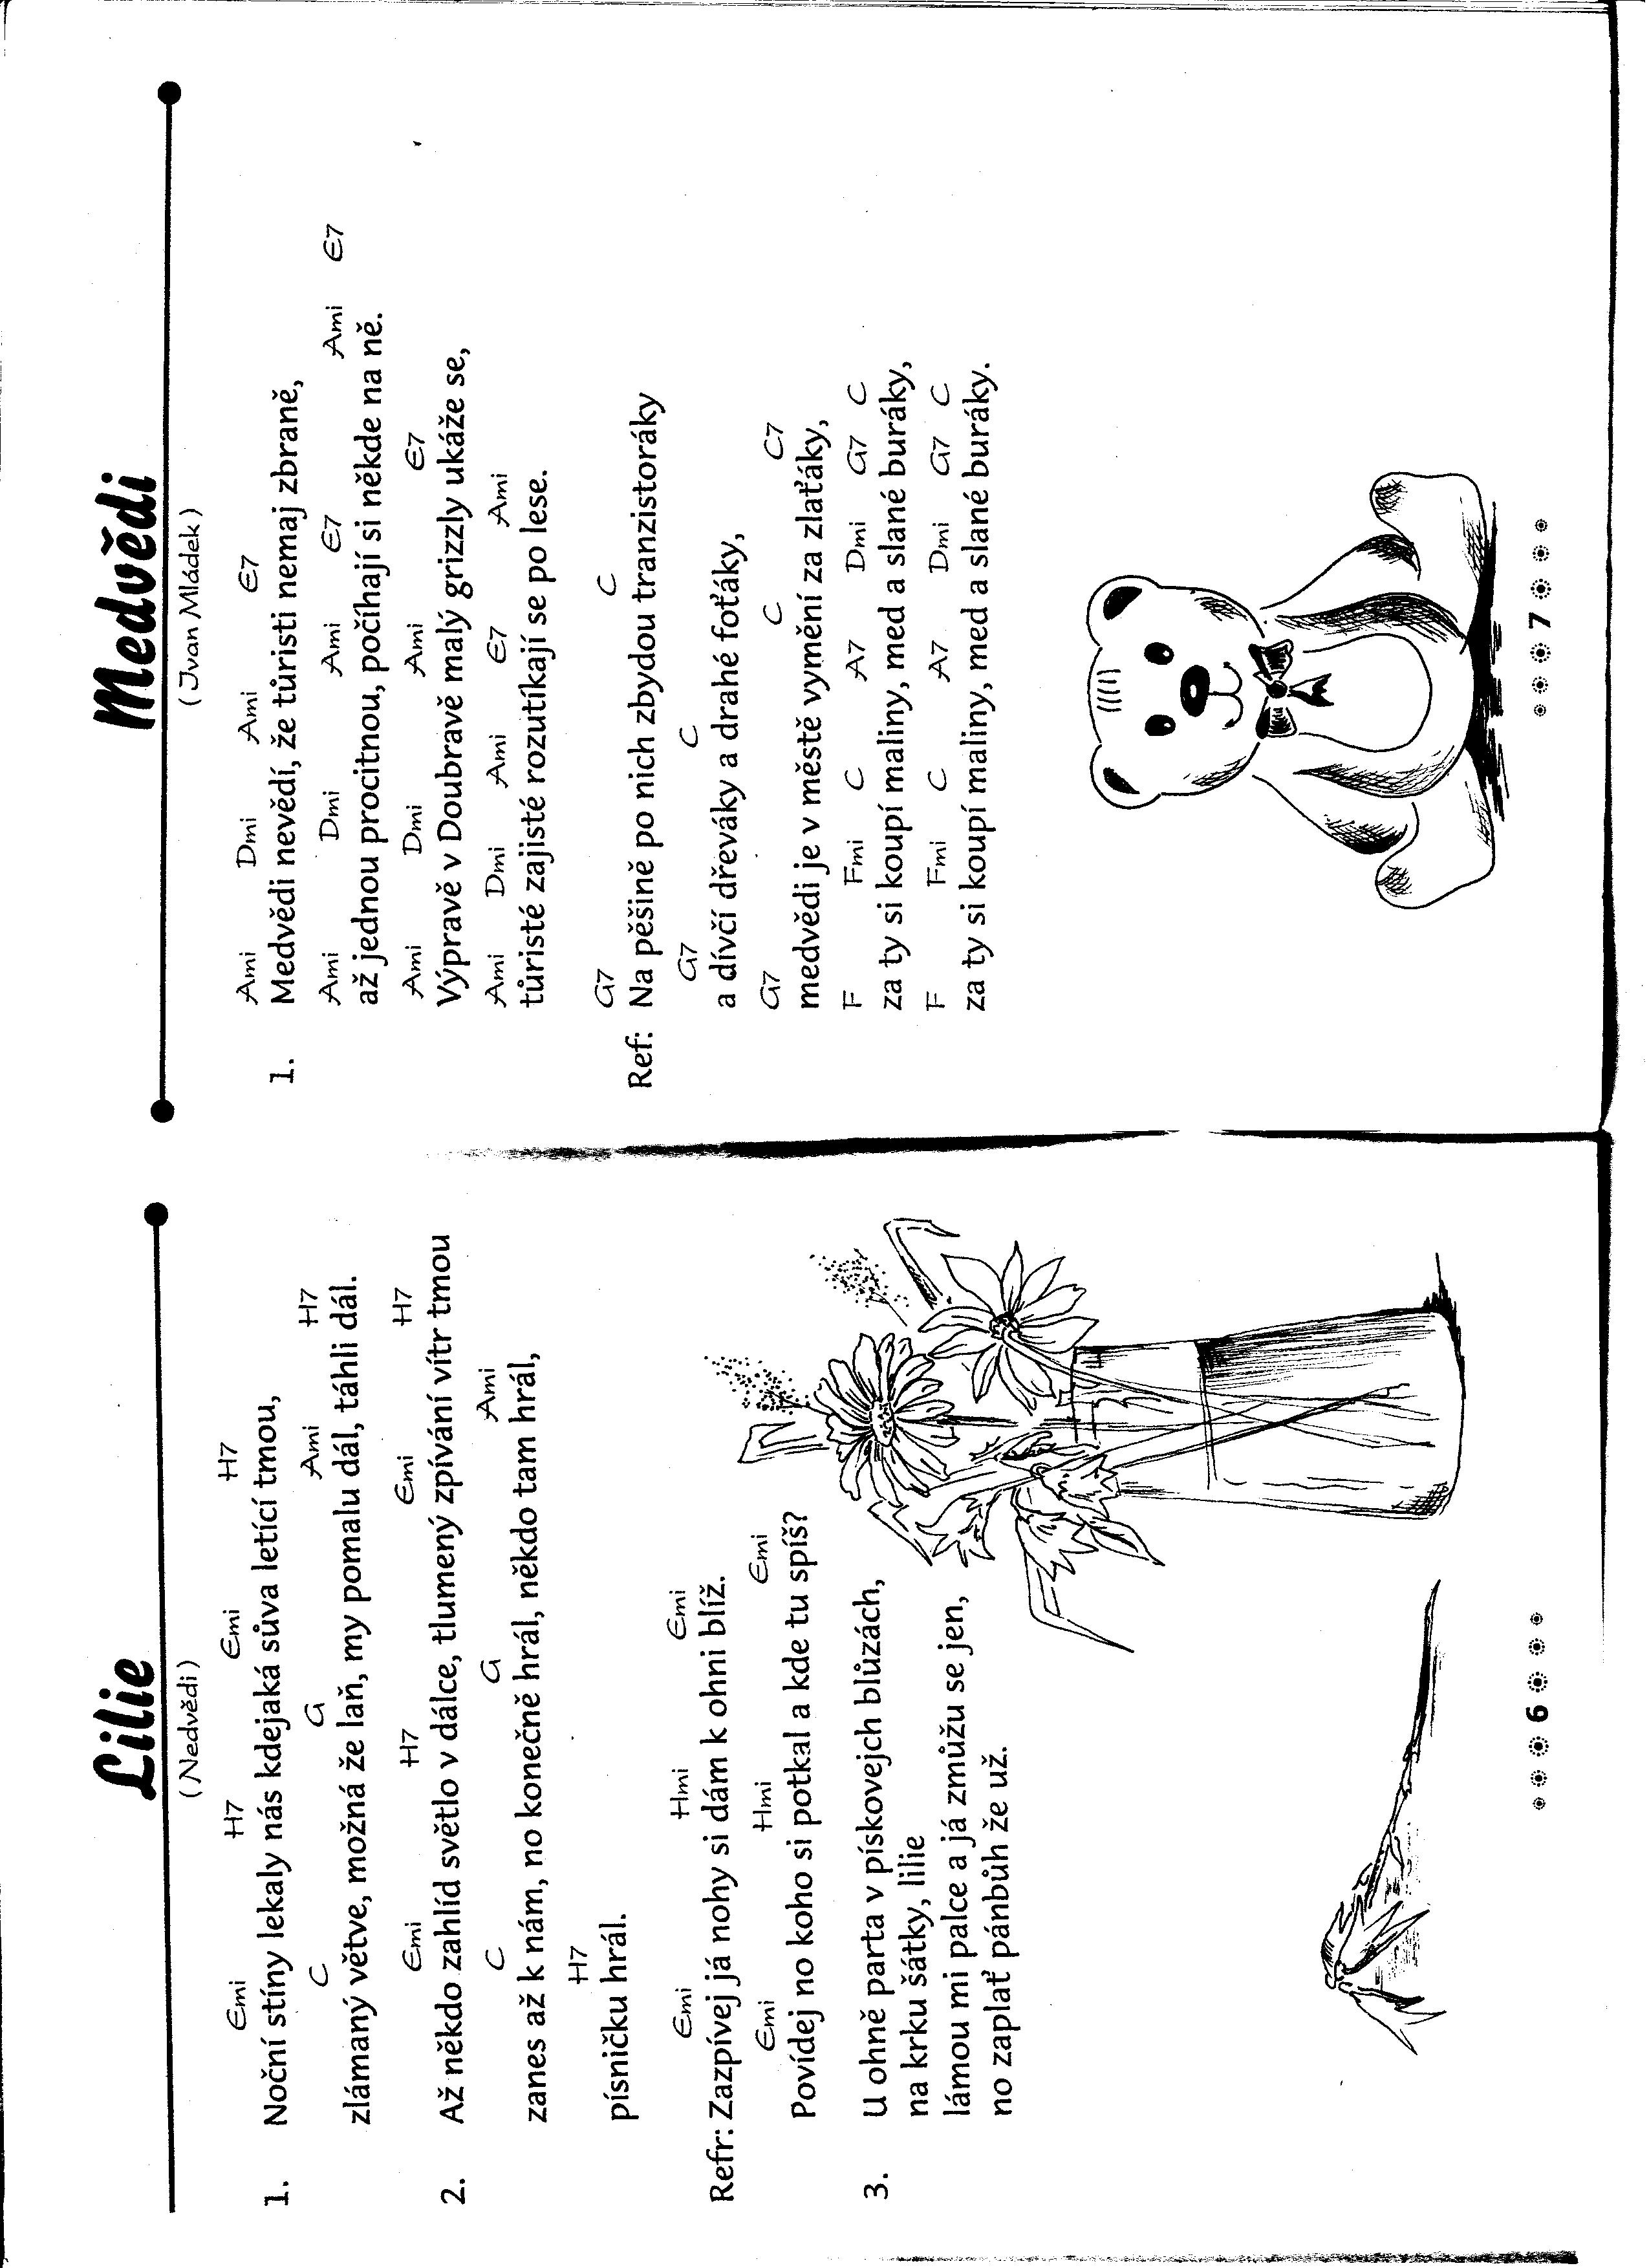 Lilie
(Nedvědi)
Emi H7 Emi H7
1. Noční stíny lekaly nás kdejaká sůva letící tmou,
C G Ami H7
zlámaný větve, možná že laň, my pomalu dál, táhli dál.
Emi H7 Emi H7
2. Až někdo zahlíd světlo v dálce, tlumený zpívání vítr tmou
C G Ami
zanes až k nám, no konečně hrál, někdo tam hrál,
H7
písničku hrál.
Emi Hmi Emi
Refr: Zazpívej já nohy si dám k ohni blíž.
Emi Hmi Emi
Povídej no koho si potkal a kde tu spíš?
3. U ohně parta v pískovejch blůzách,
na krku šátky, lilie
lámou mi palce a já zmůžu se jen,
no zaplať pánbůh že už.
6
Medvědi
(Ivan Mládek)
Ami Dmi Ami E7
1. Medvědi nevědí, že tůristi nemaj zbraně,
Ami Dmi Ami E7 Ami E7
až jednou procitnou, počíhají si někde na ně.
Ami Dmi Ami E7
Výpravě v Doubravě malý grizzly ukáže se,
Ami Dmi Ami E7 Ami
tůristé zajisté rozutíkají se po lese.
G7 C
Ref: Na pěšině po nich zbydou tranzistoráky
G7 C
a dívčí dřeváky a drahé foťáky,
G7 C C7
medvědi je v městě vymění za zlaťáky,
F Fmi C A7 Dmi G7 C
za ty si koupí maliny, med a slané buráky,
F Fmi C A7 Dmi G7 C
za ty si koupí maliny, med a slané buráky.
7